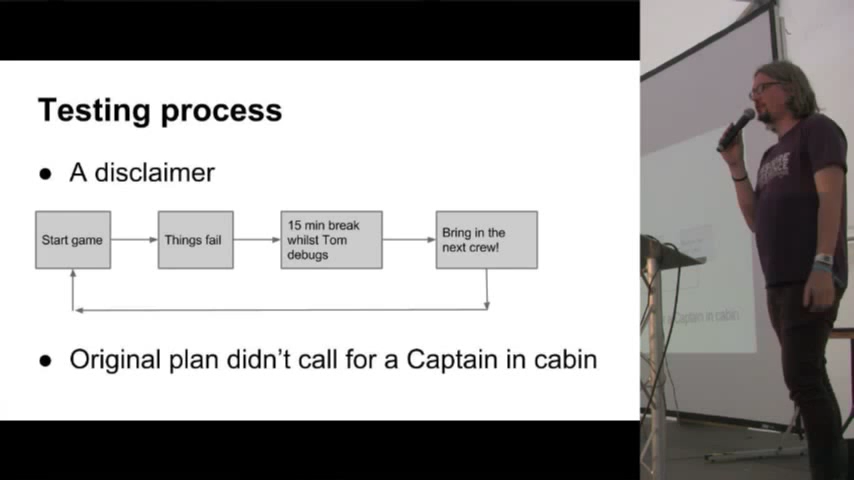 Testing process
● A disclaimer
Start game
Things fail
15 min break
whilst Tom
debugs
Bring in the
next crew!
● Original plan didn't call for a Captain in cabin
a Captain in cabin